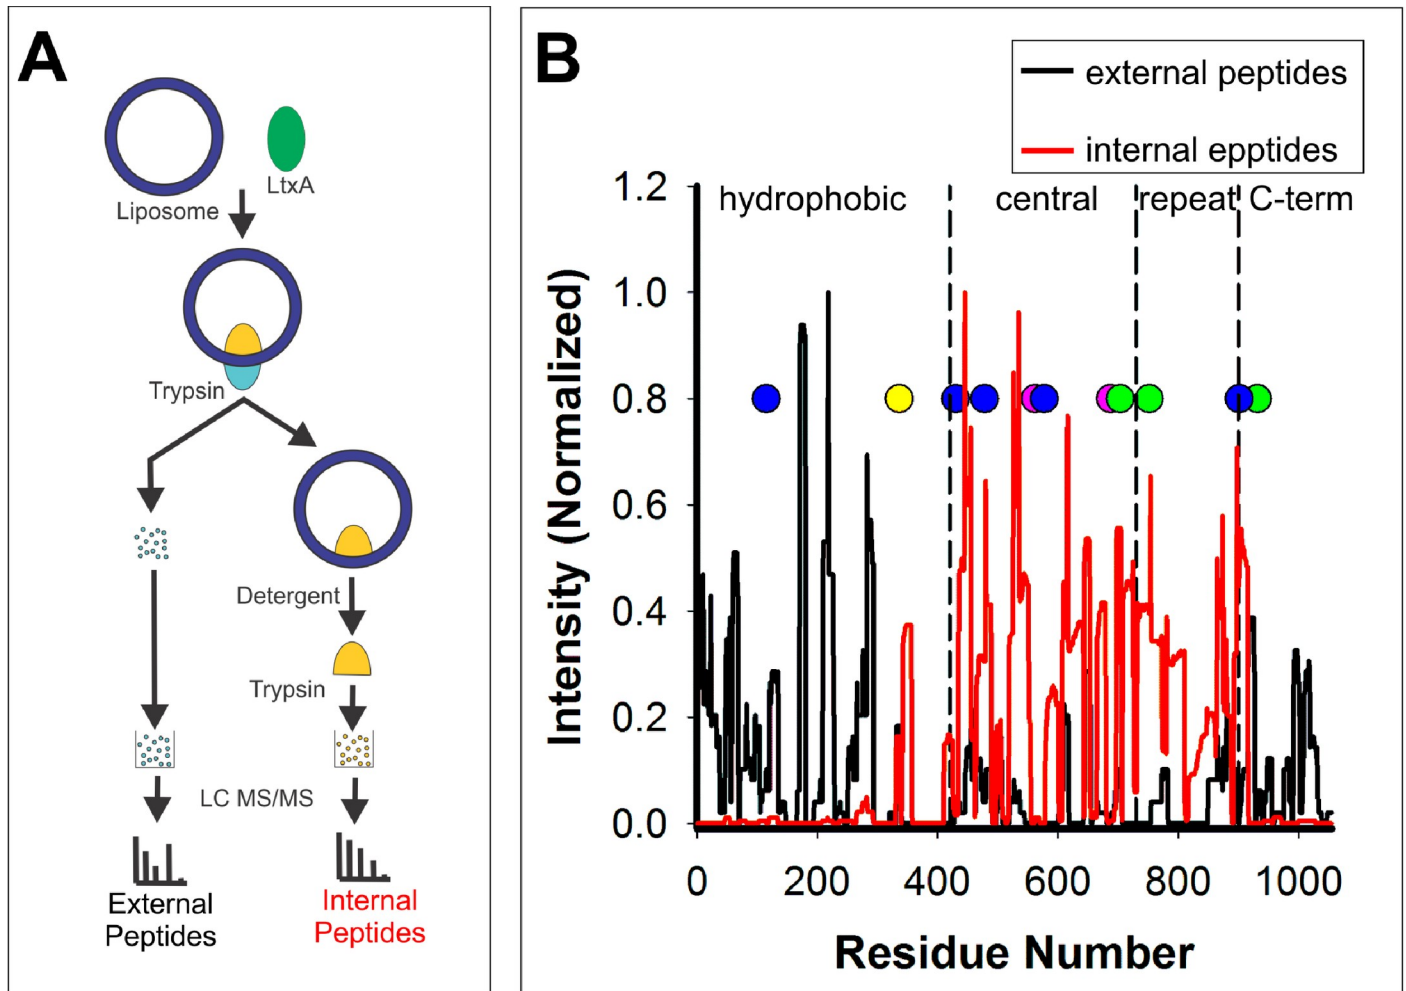 A
Liposome
LtxA
Trypsin
Detergent
Trypsin
LC MS/MS
External
Peptides
Internal
Peptides
B
external peptides
internal epptides
hydrophobic central repeat C-term
Intensity (Normalized)
1.2
1.0
0.8
0.6
0.4
0.2
0.0
0 200 400 600 800 1000
Residue Number